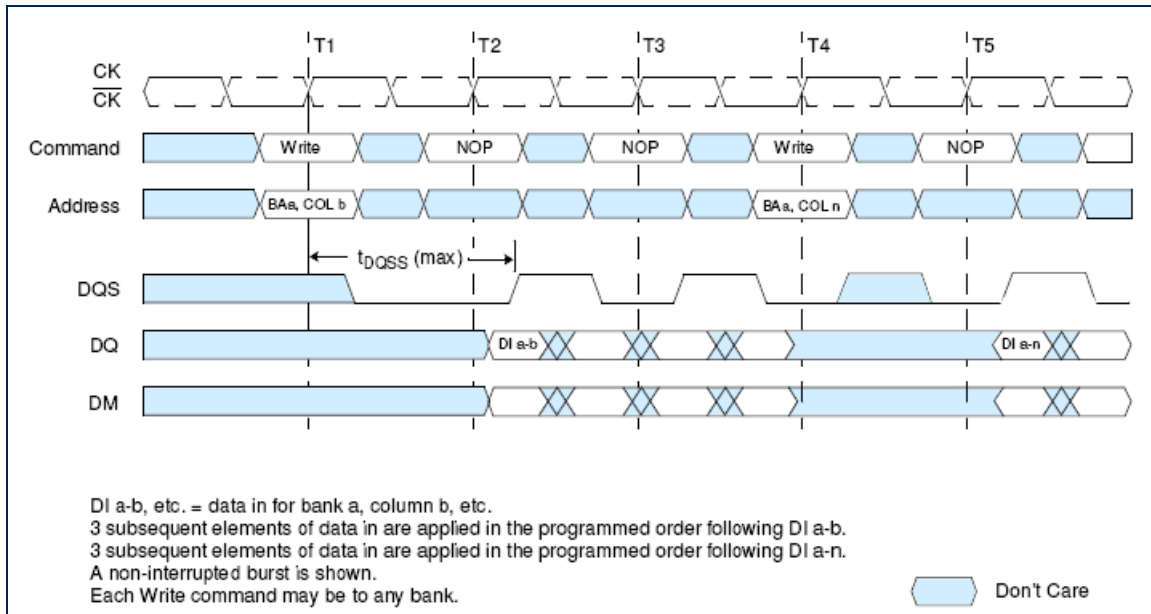 T1 T2 T3 T4 T5
CK
CK
Command Write NOP NOP Write NOP
Address BAa, COL b BAa, COL n
tDQSS (max)
DQS
DQ DI a-b DI a-n
DM
DI a-b, etc. = data in for bank a, column b, etc.
3 subsequent elements of data in are applied in the programmed order following DI a-b.
3 subsequent elements of data in are applied in the programmed order following DI a-n.
A non-interrupted burst is shown.
Each Write command may be to any bank.
Don't Care